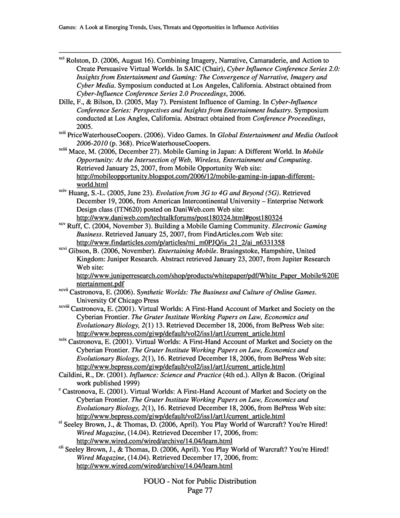 Games: A Look at Emerging Trends, Uses, Threats and Opportunities in Influence Activities
Rolston, D. (2006, August 16). Combining Imagery, Narrative, Camaraderie, and Action to
Create Persuasive Virtual Worlds. In SAIC (Chair), Cyber Influence Conference Series 2.0:
Insights from Entertainment and Gaming: The Convergence of Narrative, Imagery and
Cyber Media. Symposium conducted at Los Angeles, California. Abstract obtained from
Cyber-Influence Conference Series 2.0 Proceedings, 2006.
Dille, F., & Bilson, D. (2005, May 7). Persistent Influence of Gaming. In Cyber-Influence
Conference Series: Perspectives and Insights from Entertainment Industry. Symposium
conducted at Los Angles, California. Abstract obtained from Conference Proceedings,
2005.
PriceWaterhouseCoopers. (2006). Video Games. In Global Entertainment and Media Outlook
2006-2010 (p. 368). PriceWaterhouseCoopers.
Mace, M. (2006, December 27). Mobile Gaming in Japan: A Different World. In Mobile
Opportunity: At the Intersection of Web, Wireless, Entertainment and Computing.
Retrieved January 25, 2007, from Mobile Opportunity Web site:
http://mobileopportunity.blogspot.com/2006/12/mobile-gaming-in-japan-different-
world.html
Huang, S.-L. (2005, June 23). Evolution from 3G to 4G and Beyond (5G). Retrieved
December 19, 2006, from American Intercontinental University – Enterprise Network
Design class (ITN620) posted on DaniWeb.com Web site:
http://www.daniweb.com/techtalkforums/post180324.html#post180324
Ruff, C. (2004, November 3). Building a Mobile Gaming Community. Electronic Gaming
Business. Retrieved January 25, 2007, from FindArticles.com Web site:
http://www.findarticles.com/p/articles/mi_m0PJQ/is_21_2/ai_n6331358
Gibson, B. (2006, November). Entertaining Mobile. Brasingstoke, Hampshire, United
Kingdom: Juniper Research. Abstract retrieved January 23, 2007, from Jupiter Research
Web site:
http://www.juniperresearch.com/shop/products/whitepaper/pdf/White_Paper_Mobile%20E
ntertainment.pdf
Castronova, E. (2006). Synthetic Worlds: The Business and Culture of Online Games.
University Of Chicago Press
Castronova, E. (2001). Virtual Worlds: A First-Hand Account of Market and Society on the
Cyberian Frontier. The Gruter Institute Working Papers on Law, Economics and
Evolutionary Biology, 2(1) 13. Retrieved December 18, 2006, from BePress Web site:
http://www.bepress.com/giwp/default/vol2/iss1/art1/current_article.html
Castronova, E. (2001). Virtual Worlds: A First-Hand Account of Market and Society on the
Cyberian Frontier. The Gruter Institute Working Papers on Law, Economics and
Evolutionary Biology, 2(1), 16. Retrieved December 18, 2006, from BePress Web site:
http://www.bepress.com/giwp/default/vol2/iss1/art1/current_article.html
Caildini, R., Dr. (2001). Influence: Science and Practice (4th ed.). Allyn & Bacon. (Original
work published 1999)
c Castronova, E. (2001). Virtual Worlds: A First-Hand Account of Market and Society on the
Cyberian Frontier. The Gruter Institute Working Papers on Law, Economics and
Evolutionary Biology, 2(1), 16. Retrieved December 18, 2006, from BePress Web site:
http://www.bepress.com/giwp/default/vol2/iss1/art1/current_article.html
ci Seeley Brown, J., & Thomas, D. (2006, April). You Play World of Warcraft? You're Hired!
Wired Magazine, (14.04). Retrieved December 17, 2006, from:
http://www.wired.com/wired/archive/14.04/learn.html
cii Seeley Brown, J., & Thomas, D. (2006, April). You Play World of Warcraft? You're Hired!
Wired Magazine, (14.04). Retrieved December 17, 2006, from:
http://www.wired.com/wired/archive/14.04/learn.html
FOUO - Not for Public Distribution
Page 77